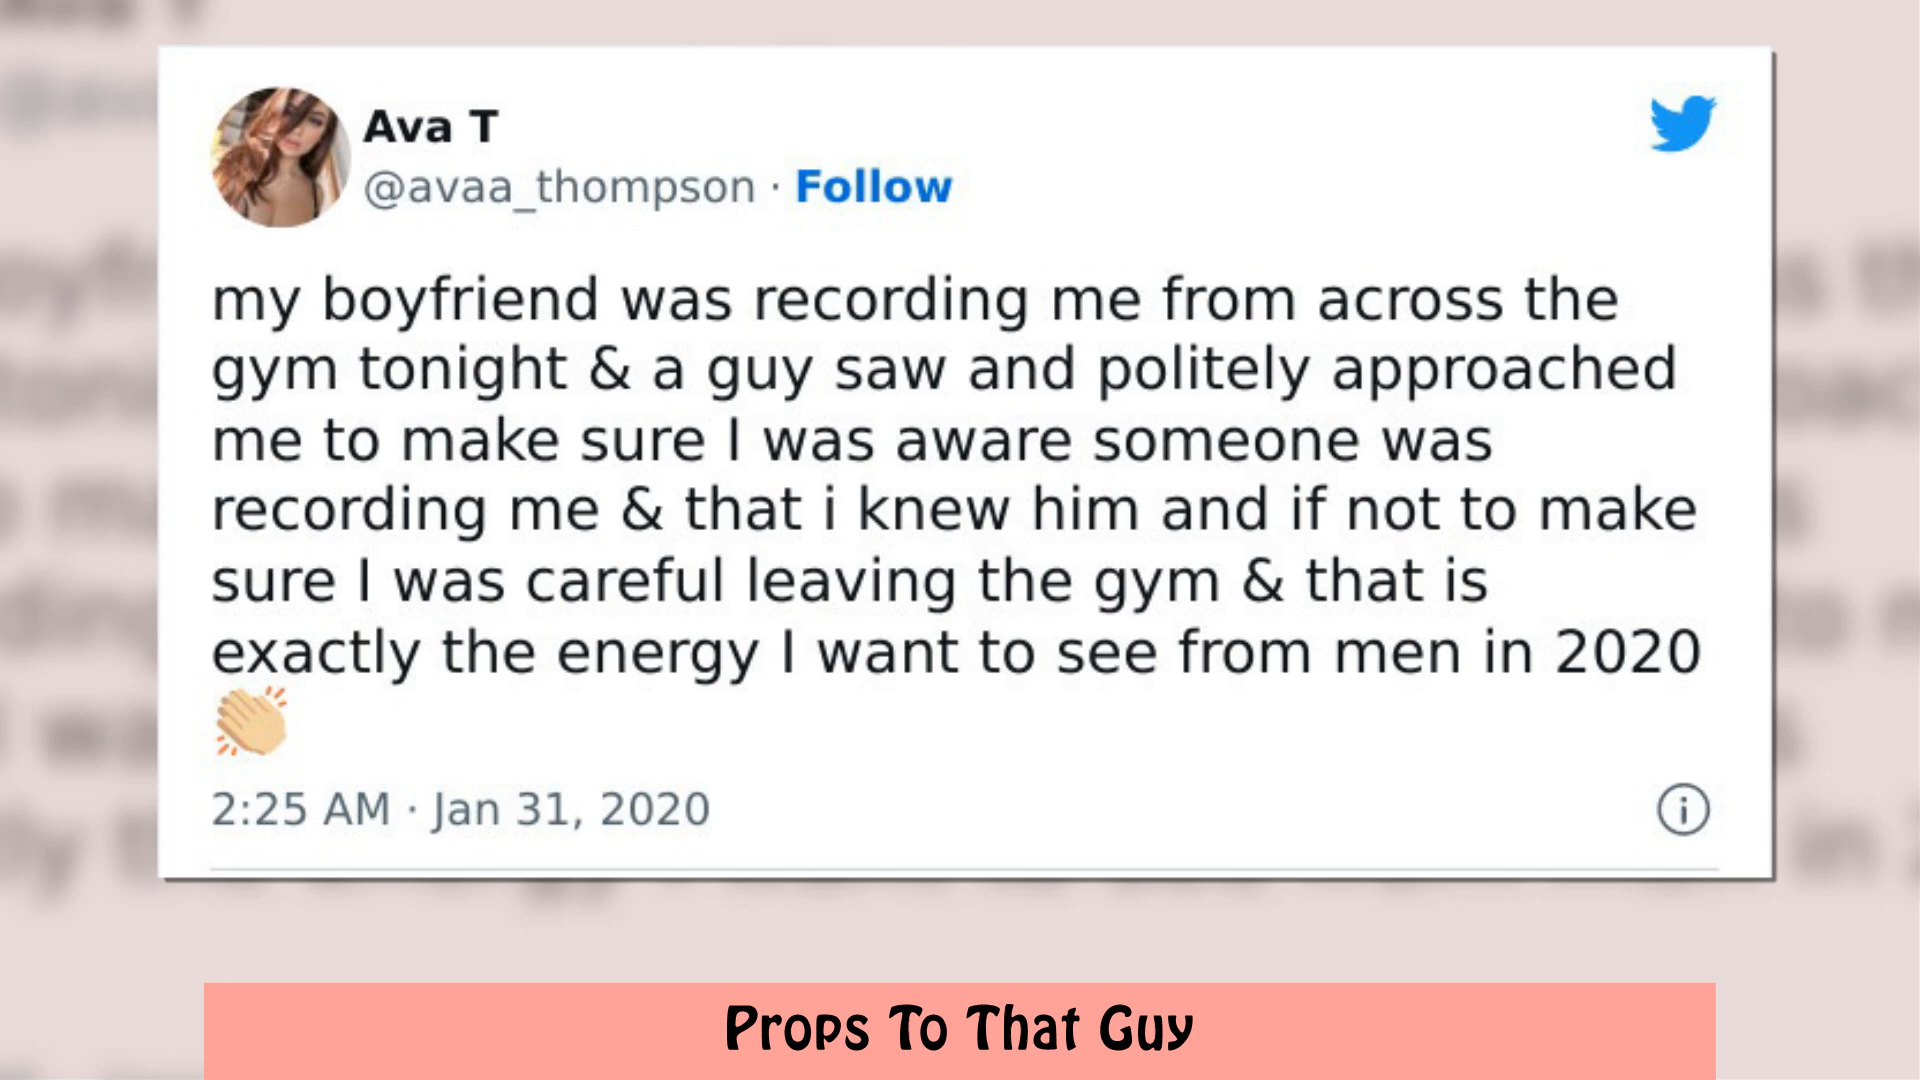 Ava T
@avaa_thompson · Follow
my boyfriend was recording me from across the
gym tonight & a guy saw and politely approached
me to make sure I was aware someone was
recording me & that i knew him and if not to make
sure I was careful leaving the gym & that is
exactly the energy I want to see from men in 2020
👏🏼
2:25 AM · Jan 31, 2020
Props To That Guy